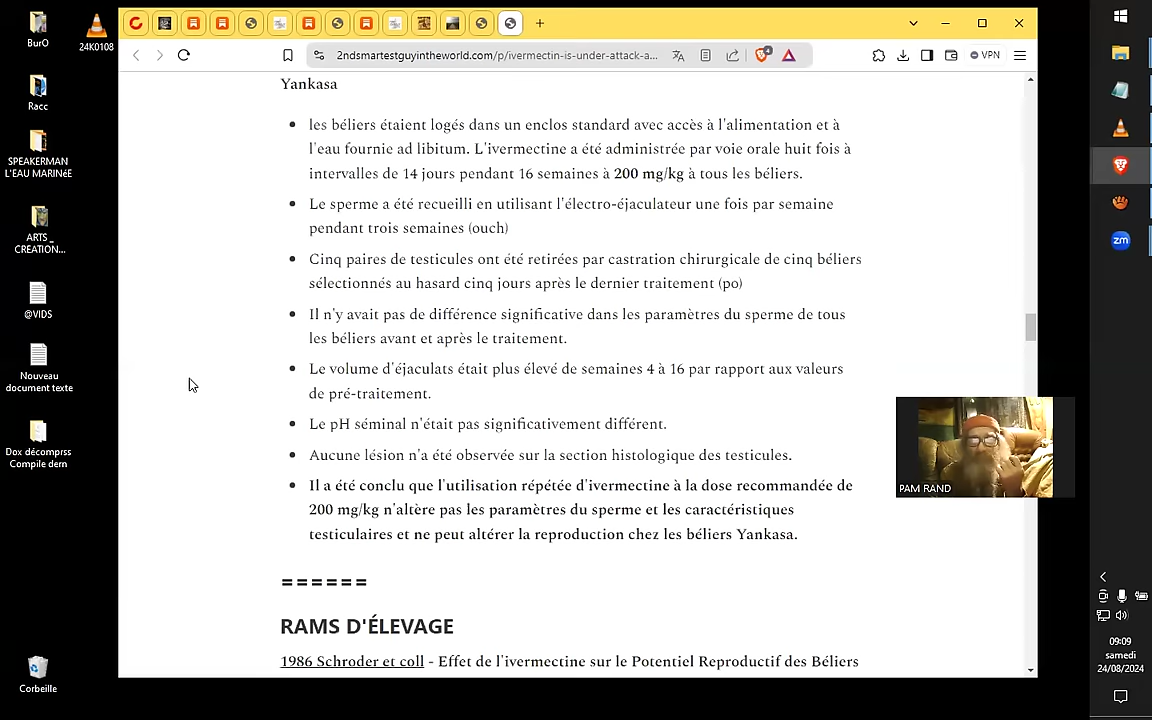 BurO
24K0108
Racc
SPEAKERMAN
L'EAU MARINéE
ARTS _
CREATION...
@VIDS
Nouveau
document texte
Dox décomprss
Compile dern
Corbeille
2ndsmartestguyintheworld.com/p/ivermectin-is-under-attack-a...
4
VPN
Yankasa
les béliers étaient logés dans un enclos standard avec accès à l'alimentation et à
l'eau fournie ad libitum. L'ivermectine a été administrée par voie orale huit fois à
intervalles de 14 jours pendant 16 semaines à 200 mg/kg à tous les béliers.
Le sperme a été recueilli en utilisant l'électro-éjaculateur une fois par semaine
pendant trois semaines (ouch)
Cinq paires de testicules ont été retirées par castration chirurgicale de cinq béliers
sélectionnés au hasard cinq jours après le dernier traitement (po)
Il n'y avait pas de différence significative dans les paramètres du sperme de tous
les béliers avant et après le traitement.
Le volume d'éjaculats était plus élevé de semaines 4 à 16 par rapport aux valeurs
de pré-traitement.
Le pH séminal n'était pas significativement différent.
Aucune lésion n'a été observée sur la section histologique des testicules.
Il a été conclu que l'utilisation répétée d'ivermectine à la dose recommandée de
200 mg/kg n'altère pas les paramètres du sperme et les caractéristiques
testiculaires et ne peut altérer la reproduction chez les béliers Yankasa.
======
RAMS D'ÉLEVAGE
1986 Schroder et coll - Effet de l'ivermectine sur le Potentiel Reproductif des Béliers
PAM RAND
zm
09:09
samedi
24/08/2024